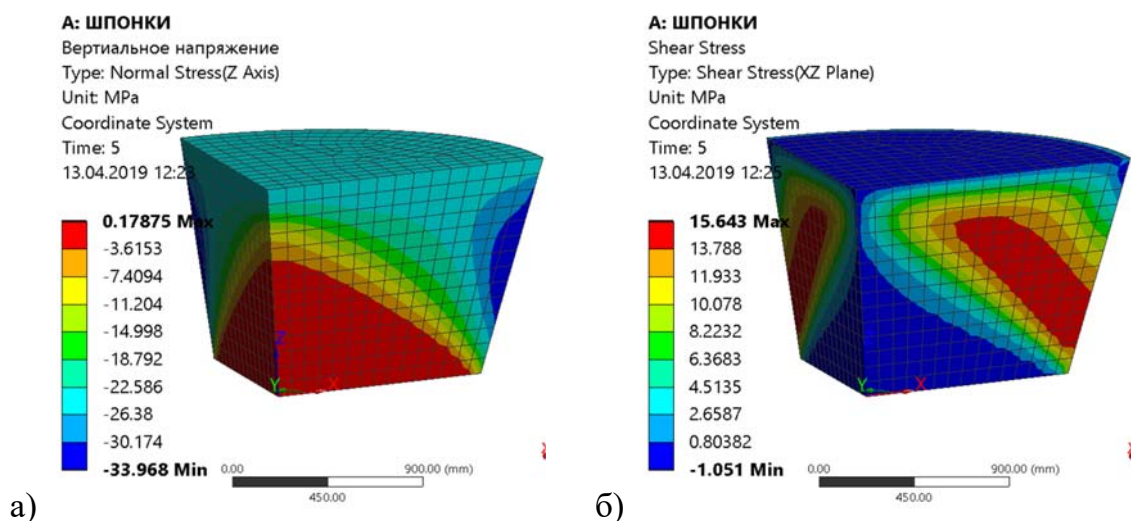 A: ШПОНКИ
Вертиальное напряжение
Type: Normal Stress(Z Axis)
Unit: MPa
Coordinate System
Time: 5
13.04.2019 12:23
0.17875 Max
-3.6153
-7.4094
-11.204
-14.998
-18.792
-22.586
-26.38
-30.174
-33.968 Min
Z
Y
X
0.00
900.00 (mm)
450.00
а)
A: ШПОНКИ
Shear Stress
Type: Shear Stress(XZ Plane)
Unit: MPa
Coordinate System
Time: 5
13.04.2019 12:25
15.643 Max
13.788
11.933
10.078
8.2232
6.3683
4.5135
2.6587
0.80382
-1.051 Min
Y
X
0.00
900.00 (mm)
450.00
б)